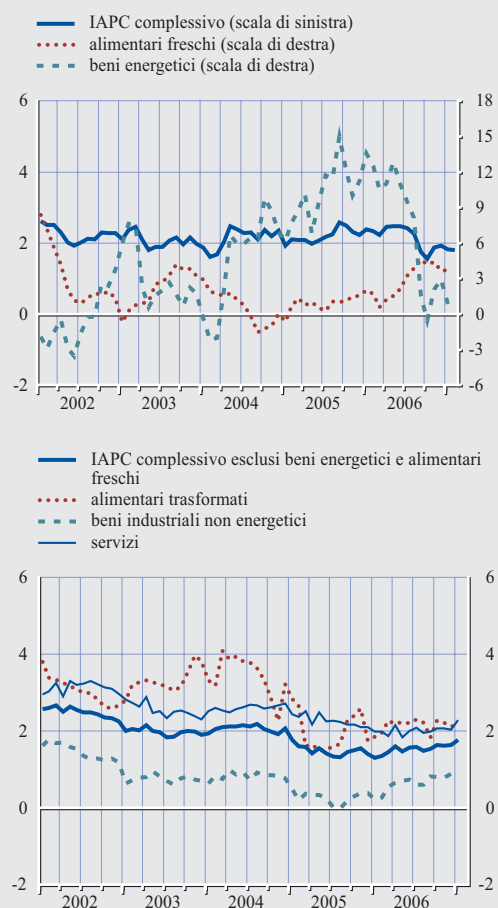 IAPC complessivo (scala di sinistra)
alimentari freschi (scala di destra)
beni energetici (scala di destra)
6
18
15
4
12
9
2
6
3
0
0
-3
-2
-6
2002 2003 2004 2005 2006
IAPC complessivo esclusi beni energetici e alimentari
freschi
alimentari trasformati
beni industriali non energetici
servizi
6 6
4 4
2 2
0 0
-2 -2
2002 2003 2004 2005 2006